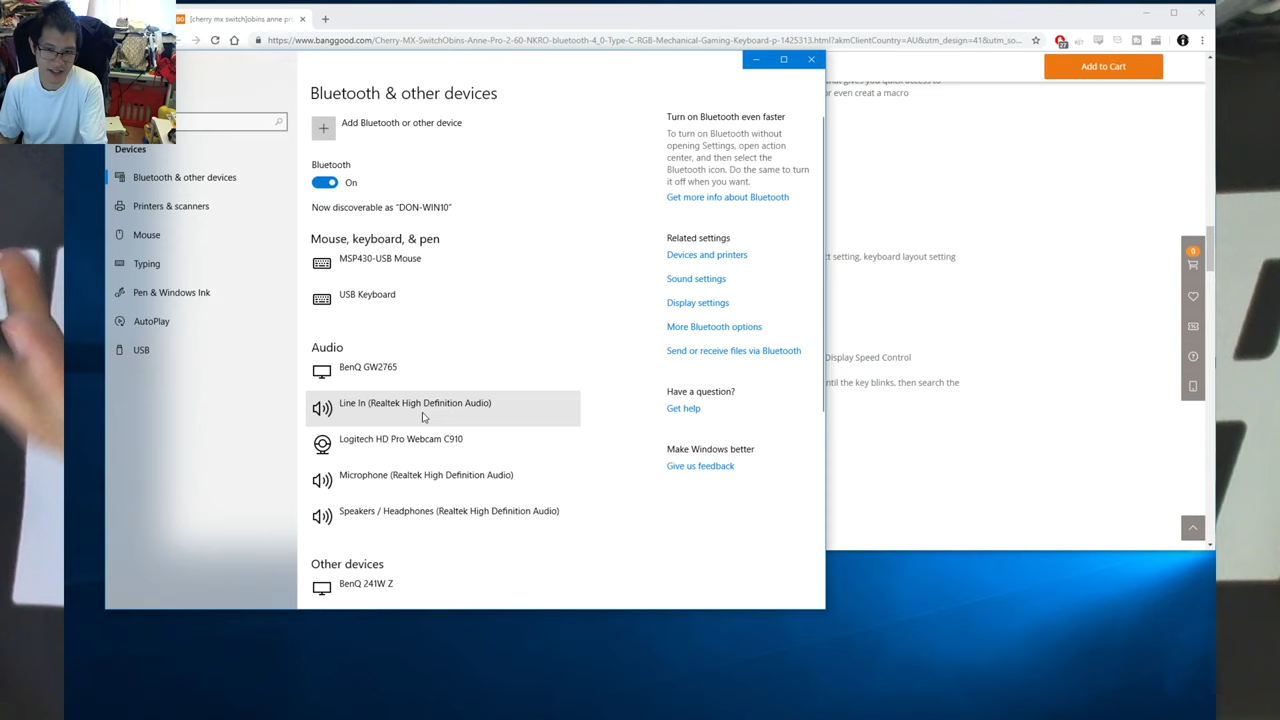 [cherry mx switch]obins anne pr
https://www.banggood.com/Cherry-MX-SwitchObins-Anne-Pro-2-60-NKRO-bluetooth-4_0-Type-C-RGB-Mechanical-Gaming-Keyboard-p-1425313.html?akmClientCountry=AU&utm_design=41&utm_so...
27
Add to Cart
or even creat a macro
0
ct setting, keyboard layout setting
Display Speed Control
until the key blinks, then search the
Devices
Bluetooth & other devices
Printers & scanners
Mouse
Typing
Pen & Windows Ink
AutoPlay
USB
Bluetooth & other devices
Add Bluetooth or other device
Bluetooth
On
Now discoverable as "DON-WIN10"
Mouse, keyboard, & pen
MSP430-USB Mouse
USB Keyboard
Audio
BenQ GW2765
Line In (Realtek High Definition Audio)
Logitech HD Pro Webcam C910
Microphone (Realtek High Definition Audio)
Speakers / Headphones (Realtek High Definition Audio)
Other devices
BenQ 241W Z
Turn on Bluetooth even faster
To turn on Bluetooth without
opening Settings, open action
center, and then select the
Bluetooth icon. Do the same to turn
it off when you want.
Get more info about Bluetooth
Related settings
Devices and printers
Sound settings
Display settings
More Bluetooth options
Send or receive files via Bluetooth
Have a question?
Get help
Make Windows better
Give us feedback